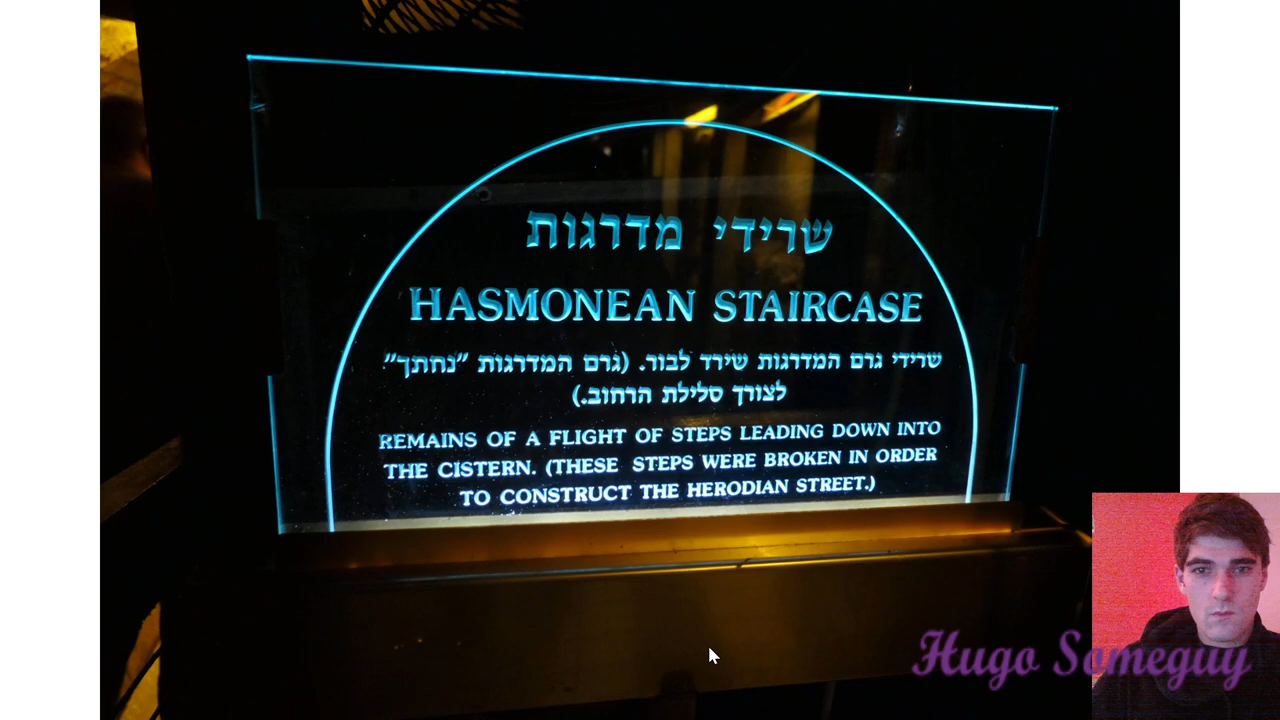 שרידי מדרגות
HASMONEAN STAIRCASE
שרידי גרם המדרגות שירד לבור. (גרם המדרגות "נחתך"
לצורך סלילת הרחוב.)
REMAINS OF A FLIGHT OF STEPS LEADING DOWN INTO
THE CISTERN. (THESE STEPS WERE BROKEN IN ORDER
TO CONSTRUCT THE HERODIAN STREET.)
Hugo Someguy